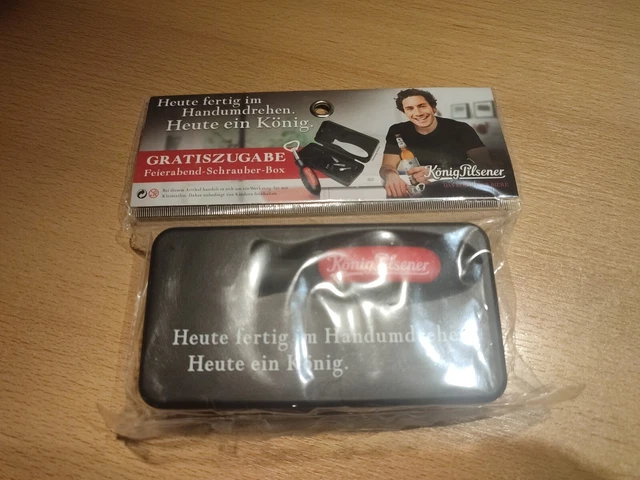 Heute fertig im
Handumdrehen.
Heute ein König.
GRATISZUGABE
Feierabend-Schrauber-Box
König Pilsener
König Pilsener
Heute fertig im Handumdrehen.
Heute ein König.